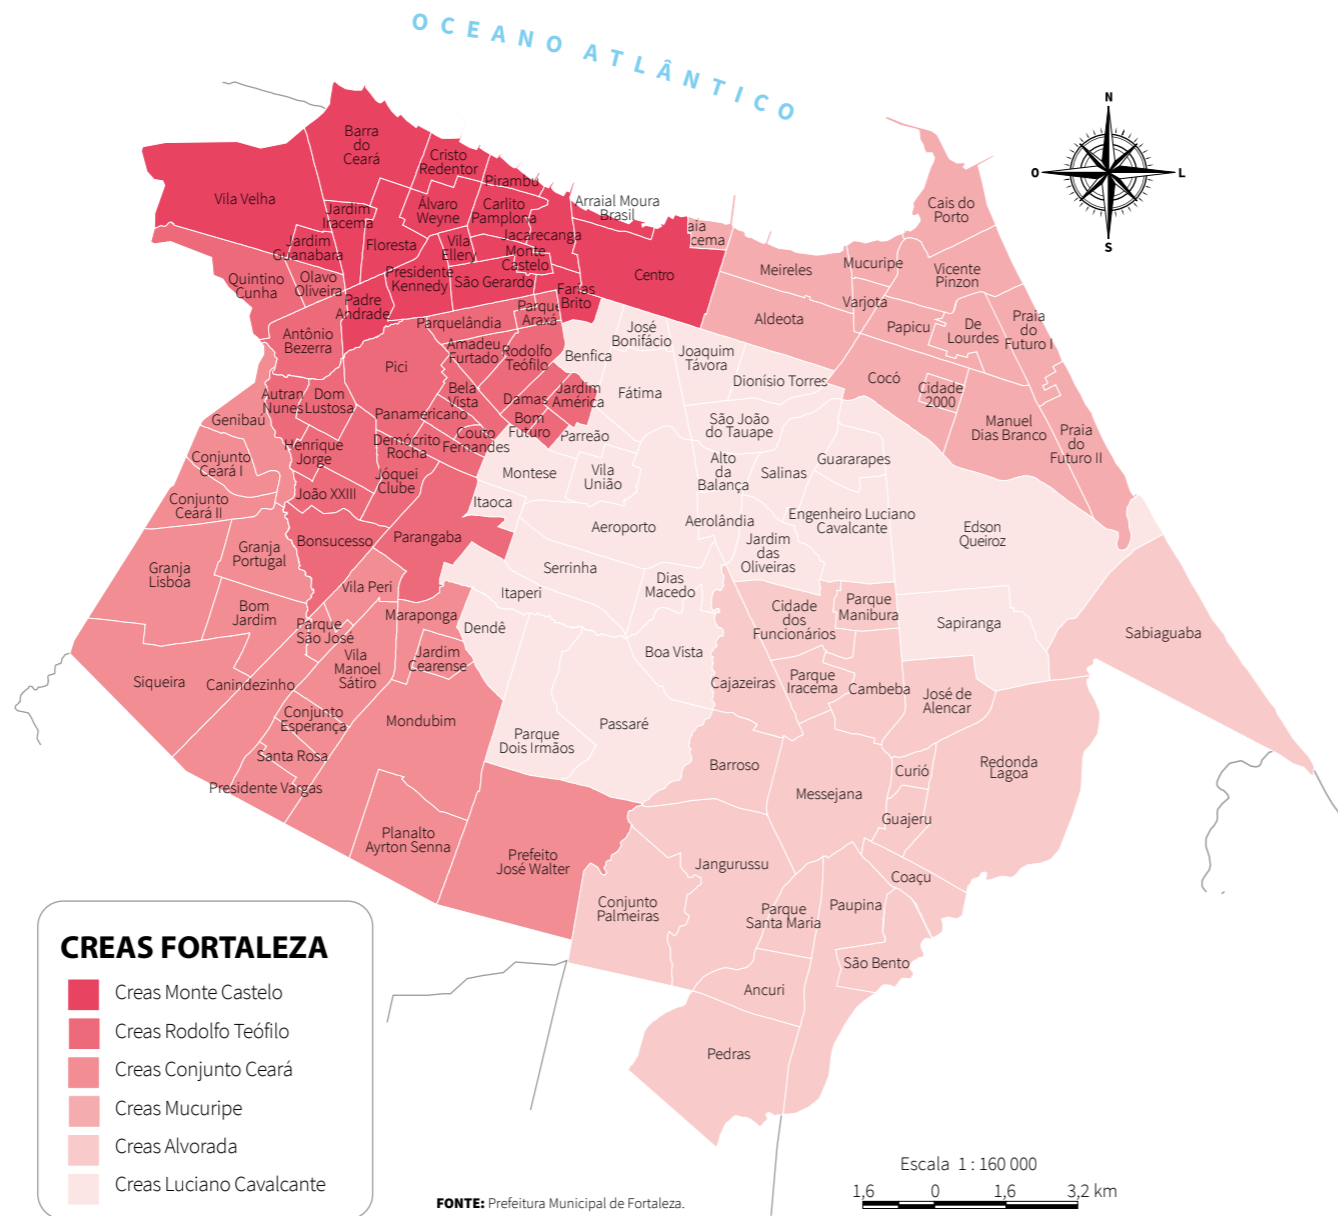 OCEANO ATLÂNTICO
N
O
L
S
Barra
do
Ceará
Cristo
Redentor
Pirambu
Vila Velha
Jardim
Iracema
Álvaro
Weyne
Carlito
Pamplona
Arraial Moura
Brasil
Jacarecanga
Jardim
Guanabara
Floresta
Vila
Ellery
Monte
Castelo
Centro
Quintino
Cunha
Olavo
Oliveira
Padre
Andrade
Presidente
Kennedy
São Gerardo
Farias
Brito
aia
cema
Meireles
Mucuripe
Cais do
Porto
Vicente
Pinzon
Varjota
Aldeota
Papicu
De
Lourdes
Praia
do
Futuro I
Antônio
Bezerra
Parquelândia
Parque
Araxá
Amadeu
Furtado
Rodolfo
Teófilo
Benfica
José
Bonifácio
Joaquim
Távora
Dionísio Torres
Cocó
Cidade
2000
Manuel
Dias Branco
Praia
do
Futuro II
Pici
Autran
Nunes
Dom
Lustosa
Bela
Vista
Damas
Jardim
América
Fátima
Genibaú
Panamericano
Bom
Futuro
São João
do Tauape
Henrique
Jorge
Demócrito
Rocha
Couto
Fernandes
Parreão
Conjunto
Ceará I
Jóquei
Clube
Montese
Vila
União
Alto
da
Balança
Salinas
Guararapes
Conjunto
Ceará II
João XXIII
Itaoca
Aeroporto
Aerolândia
Engenheiro Luciano
Cavalcante
Edson
Queiroz
Granja
Lisboa
Granja
Portugal
Bonsucesso
Parangaba
Jardim
das
Oliveiras
Serrinha
Vila Peri
Itaperi
Dias
Macedo
Bom
Jardim
Parque
São José
Maraponga
Dendê
Cidade
dos
Funcionários
Parque
Manibura
Sapiranga
Sabiaguaba
Vila
Manoel
Sátiro
Jardim
Cearense
Boa Vista
Siqueira
Canindezinho
Cajazeiras
Parque
Iracema
Cambeba
José de
Alencar
Conjunto
Esperança
Mondubim
Passaré
Parque
Dois Irmãos
Santa Rosa
Barroso
Curió
Redonda
Lagoa
Presidente Vargas
Messejana
Guajeru
Planalto
Ayrton Senna
Prefeito
José Walter
Jangurussu
Coaçu
Conjunto
Palmeiras
Parque
Santa Maria
Paupina
São Bento
Ancuri
Pedras
CREAS FORTALEZA
Creas Monte Castelo
Creas Rodolfo Teófilo
Creas Conjunto Ceará
Creas Mucuripe
Creas Alvorada
Creas Luciano Cavalcante
FONTE: Prefeitura Municipal de Fortaleza.
Escala 1 : 160 000
1,6 0 1,6 3,2 km